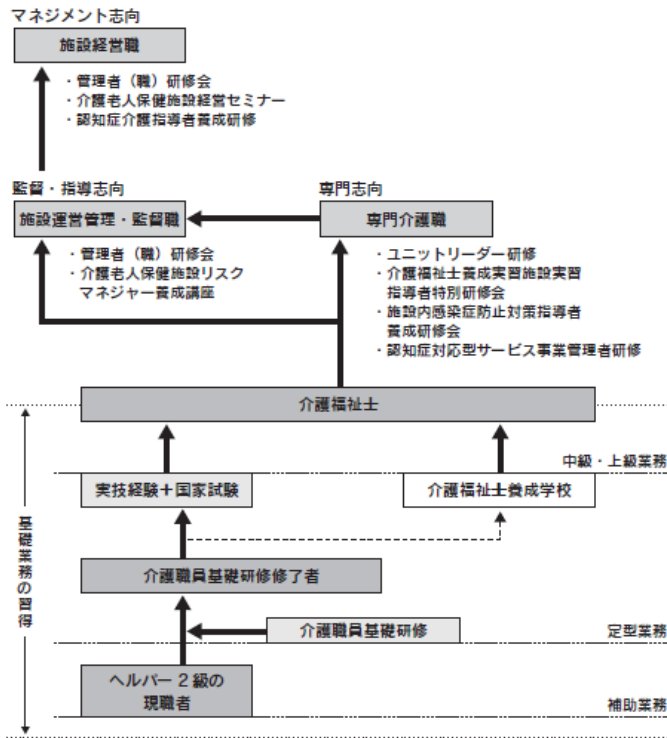 マネジメント志向
施設経営職
・管理者（職）研修会
・介護老人保健施設経営セミナー
・認知症介護指導者養成研修
監督・指導志向
施設運営管理・監督職
・管理者（職）研修会
・介護老人保健施設リスク
マネジャー養成講座
専門志向
専門介護職
・ユニットリーダー研修
・介護福祉士養成実習施設実習
指導者特別研修会
・施設内感染症防止対策指導者
養成研修会
・認知症対応型サービス事業管理者研修
介護福祉士
中級・上級業務
実技経験＋国家試験
介護福祉士養成学校
基礎業務の習得
介護職員基礎研修修了者
介護職員基礎研修
定型業務
ヘルパー２級の
現職者
補助業務